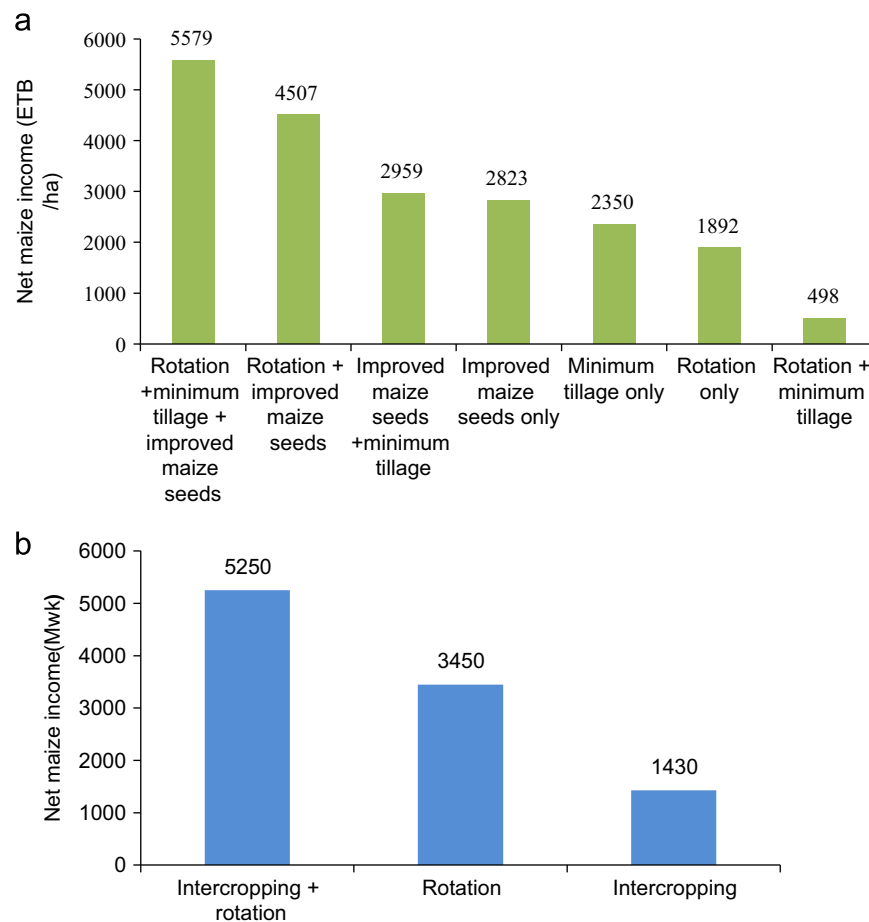 a
Net maize income (ETB
/ha)
6000
5000
4000
3000
2000
1000
0
5579
4507
2959
2823
2350
1892
498
Rotation
+minimum
tillage +
improved
maize
seeds
Rotation +
improved
maize
seeds
Improved
maize
seeds
+minimum
tillage
Improved
maize
seeds only
Minimum
tillage only
Rotation
only
Rotation +
minimum
tillage
b
Net maize income(Mwk)
6000
5000
4000
3000
2000
1000
0
5250
3450
1430
Intercropping +
rotation
Rotation
Intercropping